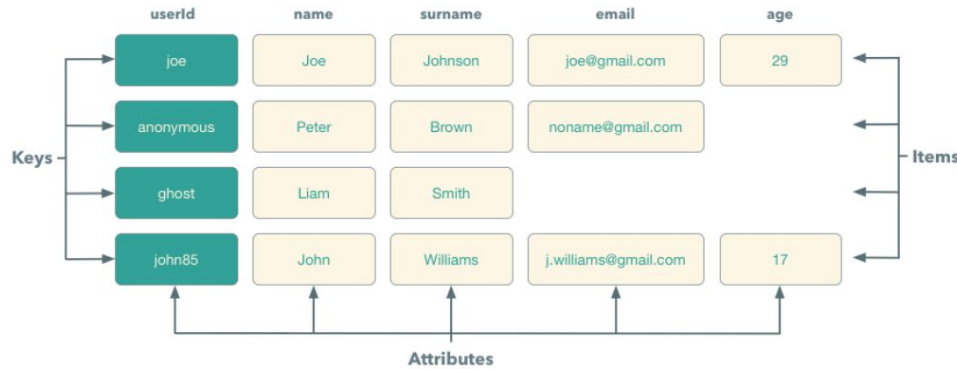 userId name surname email age
joe Joe Johnson joe@gmail.com 29
anonymous Peter Brown noname@gmail.com
Keys Items
ghost Liam Smith
john85 John Williams j.williams@gmail.com 17
Attributes